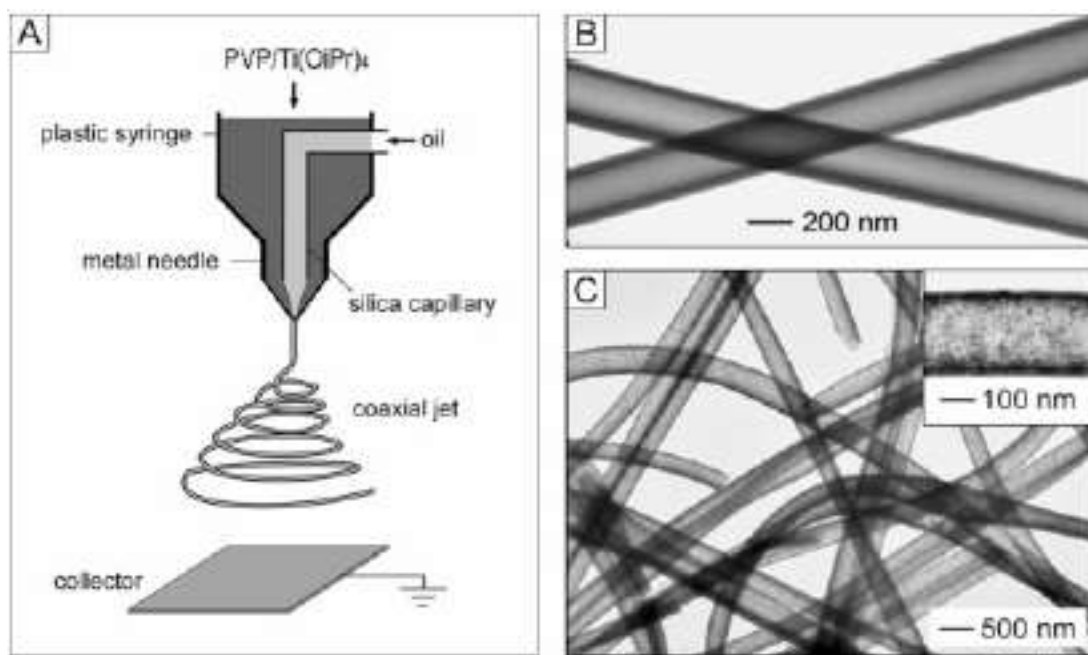 A
PVP/Ti(OiPr)₄
plastic syringe
oil
metal needle
silica capillary
coaxial jet
collector
B
200 nm
C
100 nm
500 nm